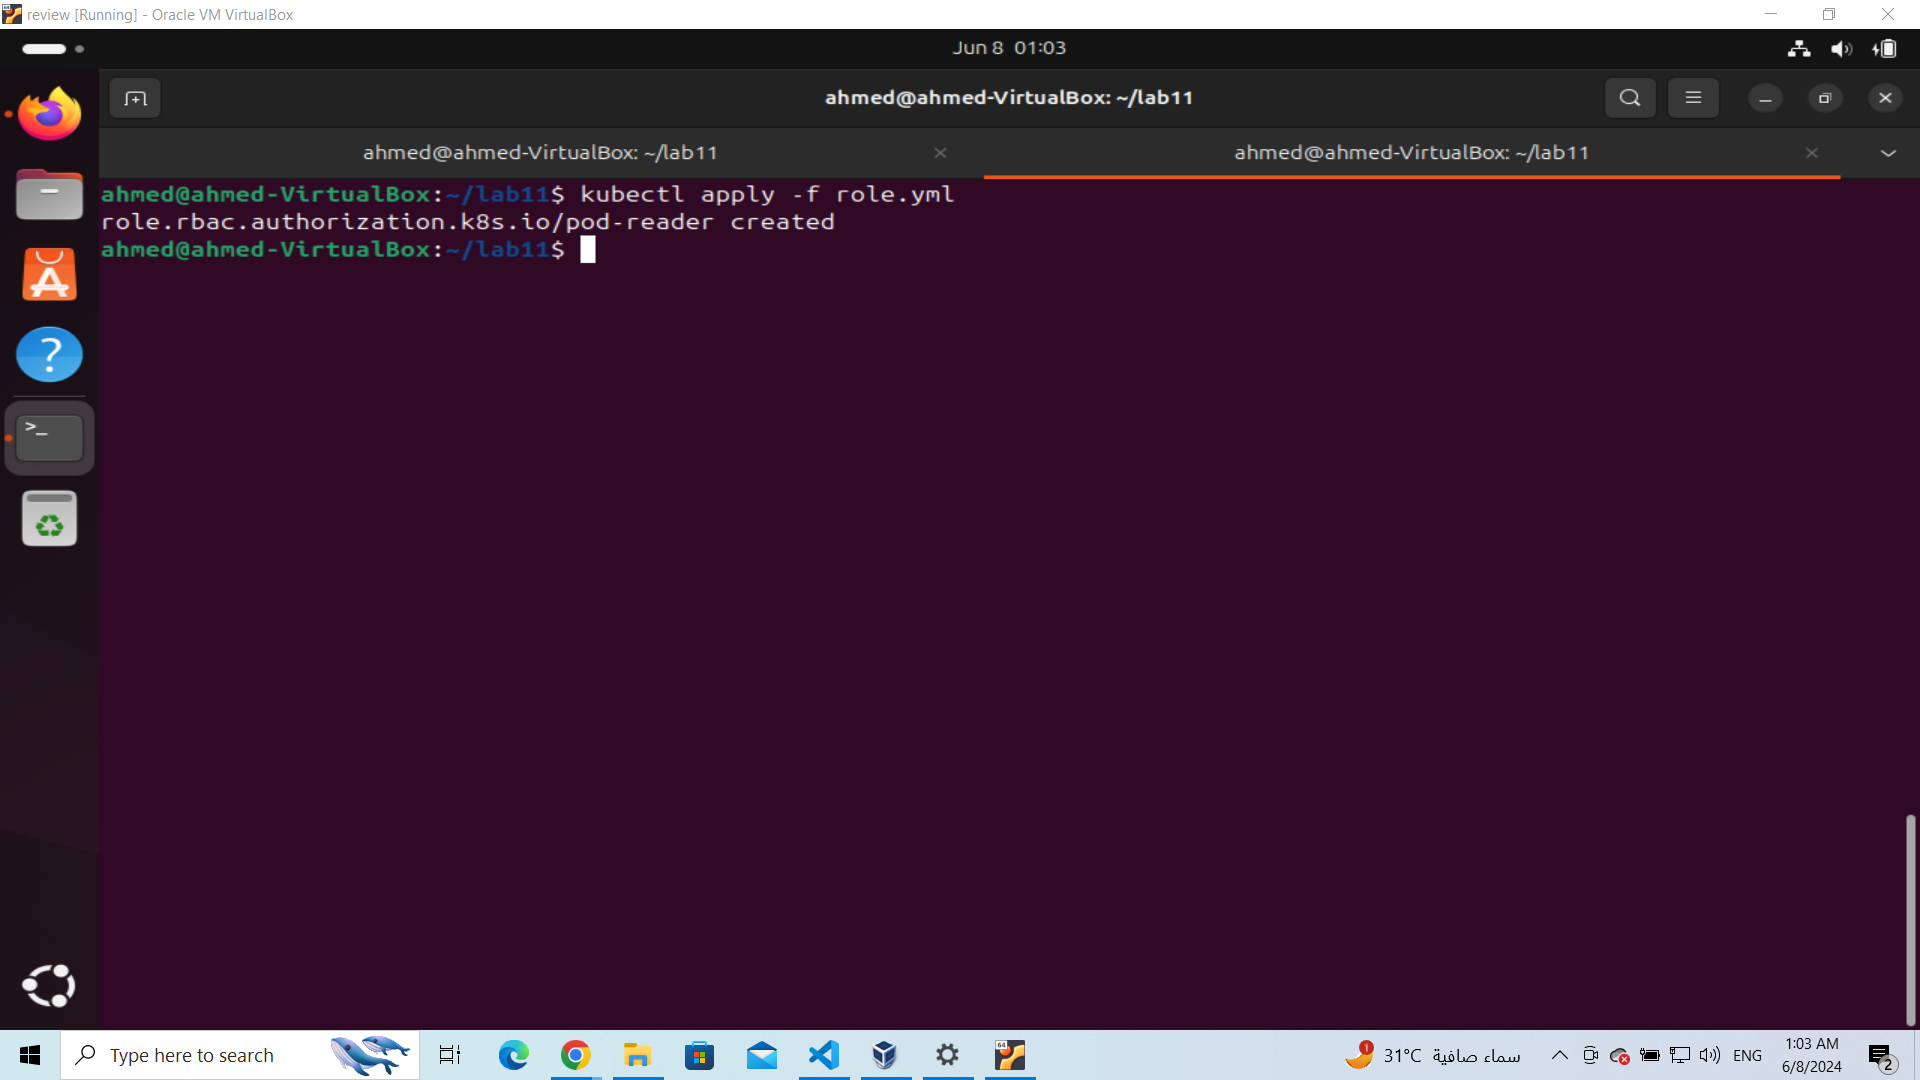 review [Running] - Oracle VM VirtualBox
Jun 8 01:03
ahmed@ahmed-VirtualBox: ~/lab11
ahmed@ahmed-VirtualBox: ~/lab11
ahmed@ahmed-VirtualBox: ~/lab11
ahmed@ahmed-VirtualBox:~/lab11$ kubectl apply -f role.yml
role.rbac.authorization.k8s.io/pod-reader created
ahmed@ahmed-VirtualBox:~/lab11$
>_
Type here to search
64
1
31°C سماء صافية
ENG
1:03 AM
6/8/2024
2